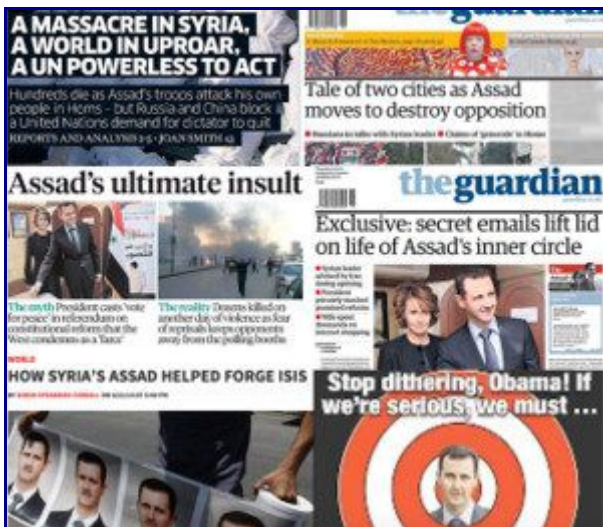 A MASSACRE IN SYRIA,
A WORLD IN UPROAR,
A UN POWERLESS TO ACT
Hundreds die as Assad's troops attack his own
people in Homs – but Russia and China block
a United Nations demand for dictator to quit
REPORTS AND ANALYSIS 2-5 · JOAN SMITH 43
the guardian
Tale of two cities as Assad
moves to destroy opposition
Assad's ultimate insult
The myth President casts 'vote
for peace' in referendum on
constitutional reform that the
West condemns as a 'farce'
The reality Dozens killed on
another day of violence as fear
of reprisals keeps opponents
away from the polling booths
the guardian
Exclusive: secret emails lift lid
on life of Assad's inner circle
WORLD
HOW SYRIA'S ASSAD HELPED FORGE ISIS
Stop dithering, Obama! If
we're serious, we must ...